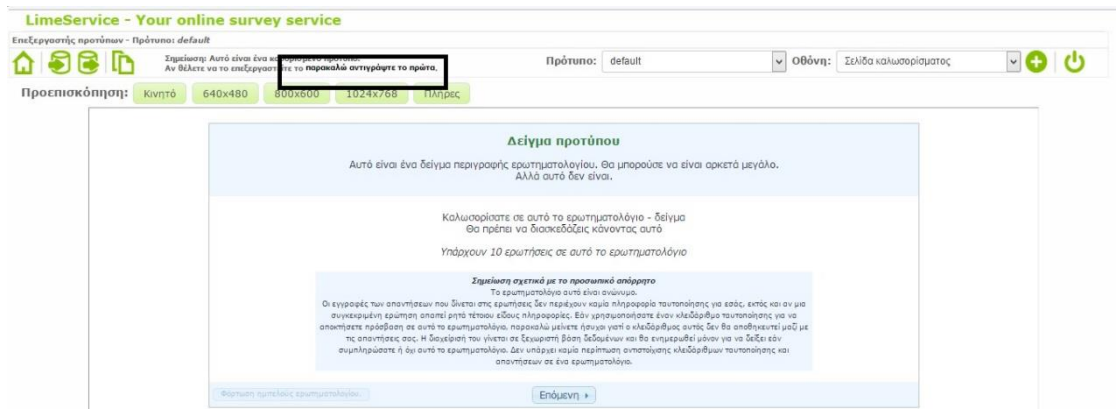 LimeService - Your online survey service
Επεξεργαστής προτύπων - Πρότυπο: default
Σημείωση: Αυτό είναι ένα καθορισμένο πρότυπο.
Αν θέλετε να το επεξεργαστείτε το παρακαλώ αντιγράψτε το πρώτα.
Πρότυπο: default Οθόνη: Σελίδα καλωσορίσματος
Προεπισκόπηση: Κινητό 640x480 800x600 1024x768 Πλήρες
Δείγμα προτύπου
Αυτό είναι ένα δείγμα περιγραφής ερωτηματολογίου. Θα μπορούσε να είναι αρκετά μεγάλο.
Αλλά αυτό δεν είναι.
Καλωσορίσατε σε αυτό το ερωτηματολόγιο - δείγμα
Θα πρέπει να διασκεδάζεις κάνοντας αυτό
Υπάρχουν 10 ερωτήσεις σε αυτό το ερωτηματολόγιο
Σημείωση σχετικά με το προσωπικό απόρρητο
Το ερωτηματολόγιο αυτό είναι ανώνυμο.
Οι εγγραφές των απαντήσεων που δίνεται στις ερωτήσεις δεν περιέχουν καμία πληροφορία ταυτοποίησης για εσάς, εκτός και αν μια
συγκεκριμένη ερώτηση απαιτεί ρητά τέτοιου είδους πληροφορίες. Εάν χρησιμοποιήσατε έναν κλειδάριθμο ταυτοποίησης για να
αποκτήσετε πρόσβαση σε αυτό το ερωτηματολόγιο, παρακαλώ μείνετε ήσυχοι γιατί ο κλειδάριθμος αυτός δεν θα αποθηκευτεί μαζί με
τις απαντήσεις σας. Η διαχείρισή του γίνεται σε ξεχωριστή βάση δεδομένων και θα ενημερωθεί μόνον για να δείξει εάν
συμπληρώσατε ή όχι αυτό το ερωτηματολόγιο. Δεν υπάρχει καμία περίπτωση αντιστοίχισης κλειδάριθμων ταυτοποίησης και
απαντήσεων σε ένα ερωτηματολόγιο.
Φόρτωση ημιτελούς ερωτηματολογίου. Επόμενη